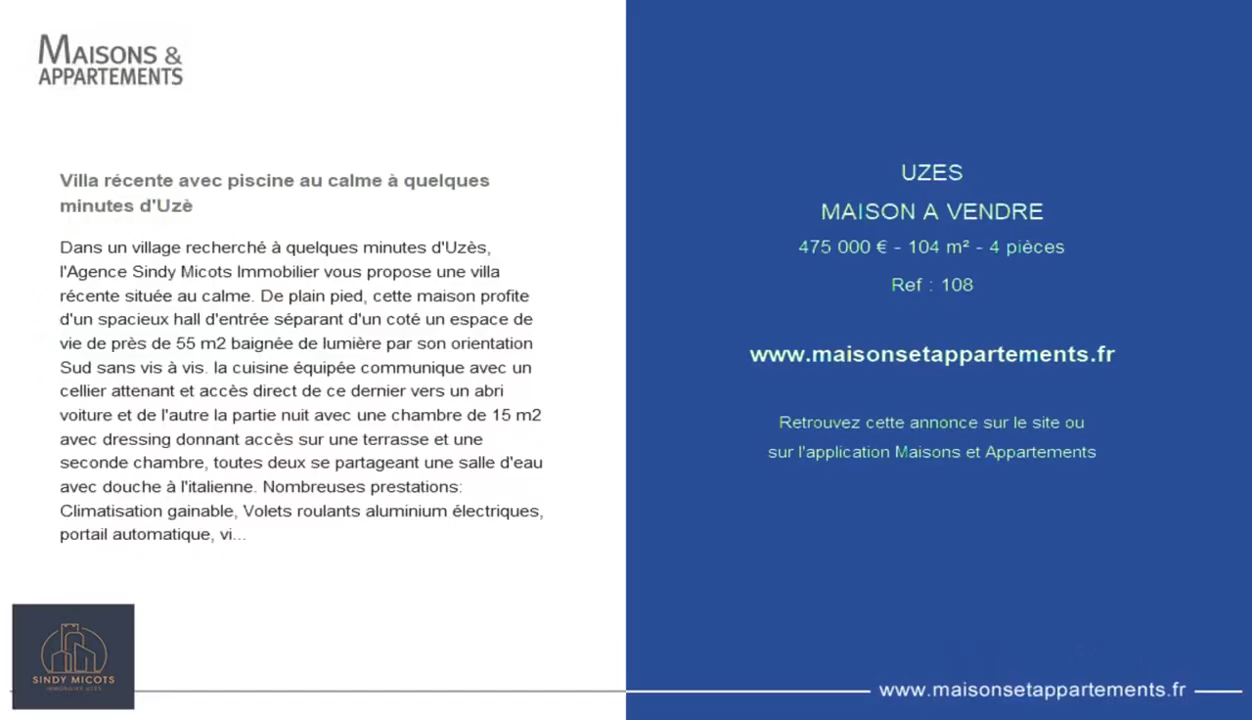 MAISONS &
APPARTEMENTS
Villa récente avec piscine au calme à quelques
minutes d'Uzè
Dans un village recherché à quelques minutes d'Uzès,
l'Agence Sindy Micots Immobilier vous propose une villa
récente située au calme. De plain pied, cette maison profite
d'un spacieux hall d'entrée séparant d'un coté un espace de
vie de près de 55 m2 baignée de lumière par son orientation
Sud sans vis à vis. la cuisine équipée communique avec un
cellier attenant et accès direct de ce dernier vers un abri
voiture et de l'autre la partie nuit avec une chambre de 15 m2
avec dressing donnant accès sur une terrasse et une
seconde chambre, toutes deux se partageant une salle d'eau
avec douche à l'italienne. Nombreuses prestations:
Climatisation gainable, Volets roulants aluminium électriques,
portail automatique, vi...
SINDY MICOTS
IMMOBILIER UZES
UZES
MAISON A VENDRE
475 000 € - 104 m² - 4 pièces
Ref : 108
www.maisonsetappartements.fr
Retrouvez cette annonce sur le site ou
sur l'application Maisons et Appartements
www.maisonsetappartements.fr